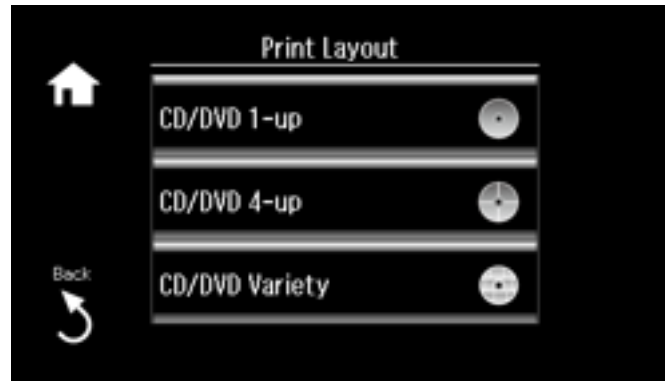 Print Layout
CD/DVD 1-up
CD/DVD 4-up
CD/DVD Variety
Back